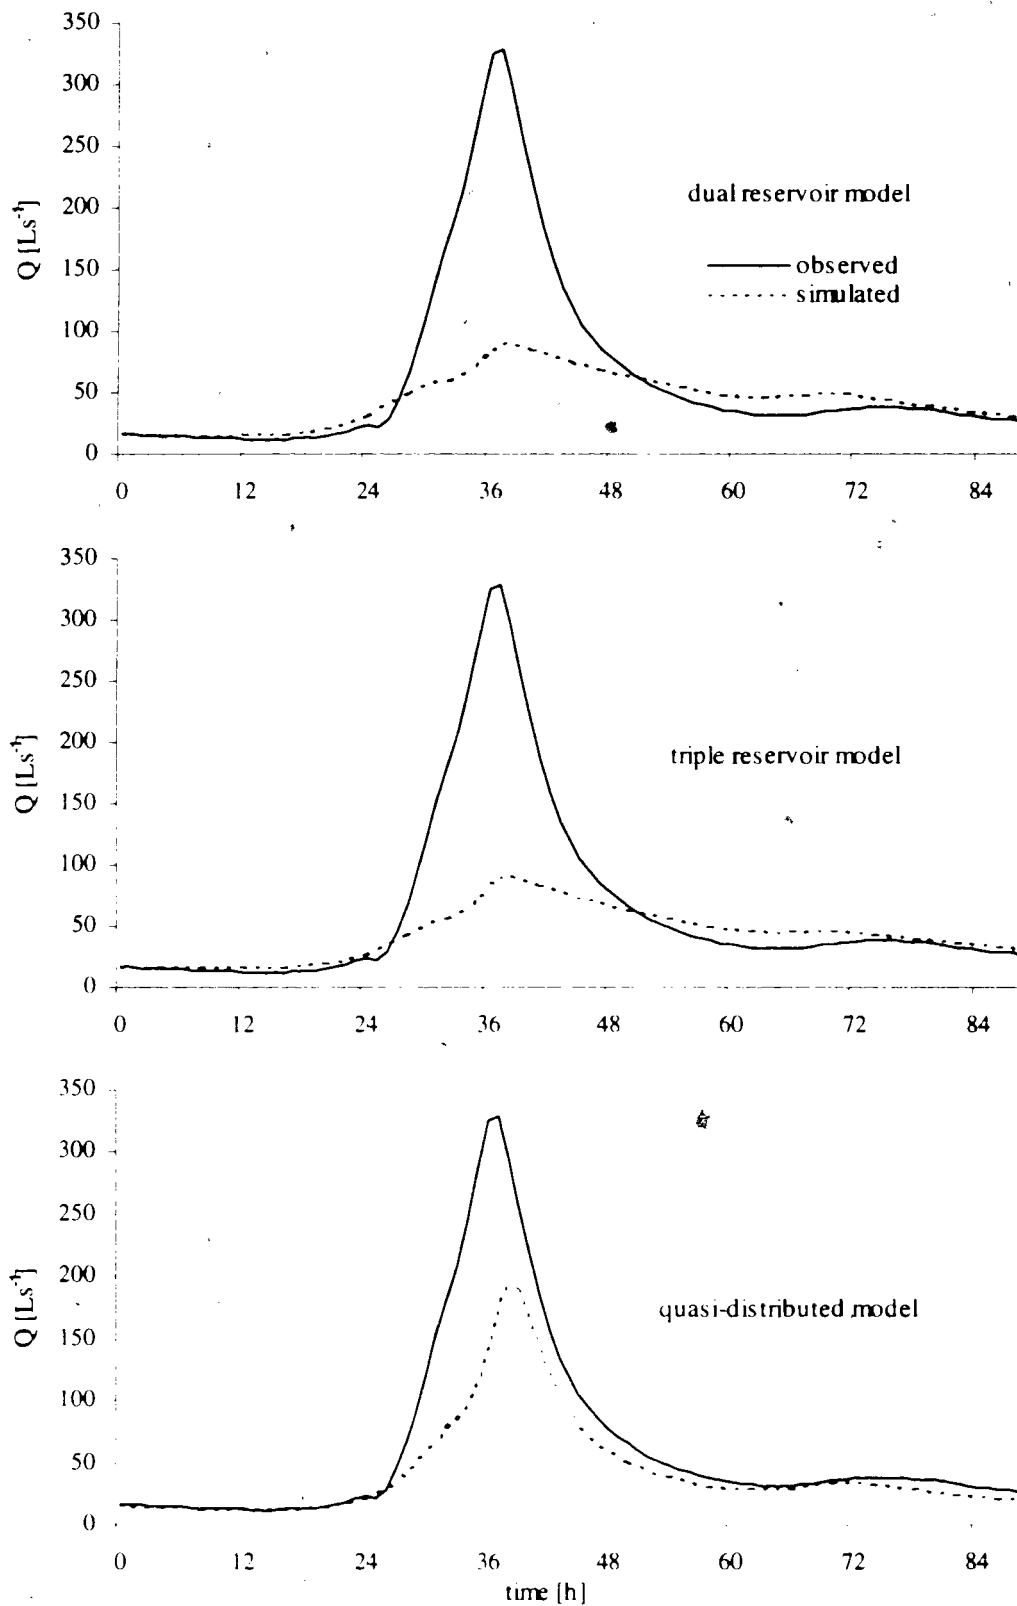 350
300
250
200
150
100
50
0
Q [Ls⁻¹]
dual reservoir model
observed
simulated
0 12 24 36 48 60 72 84
350
300
250
200
150
100
50
0
Q [Ls⁻¹]
triple reservoir model
0 12 24 36 48 60 72 84
350
300
250
200
150
100
50
0
Q [Ls⁻¹]
quasi-distributed model
0 12 24 36 48 60 72 84
time [h]